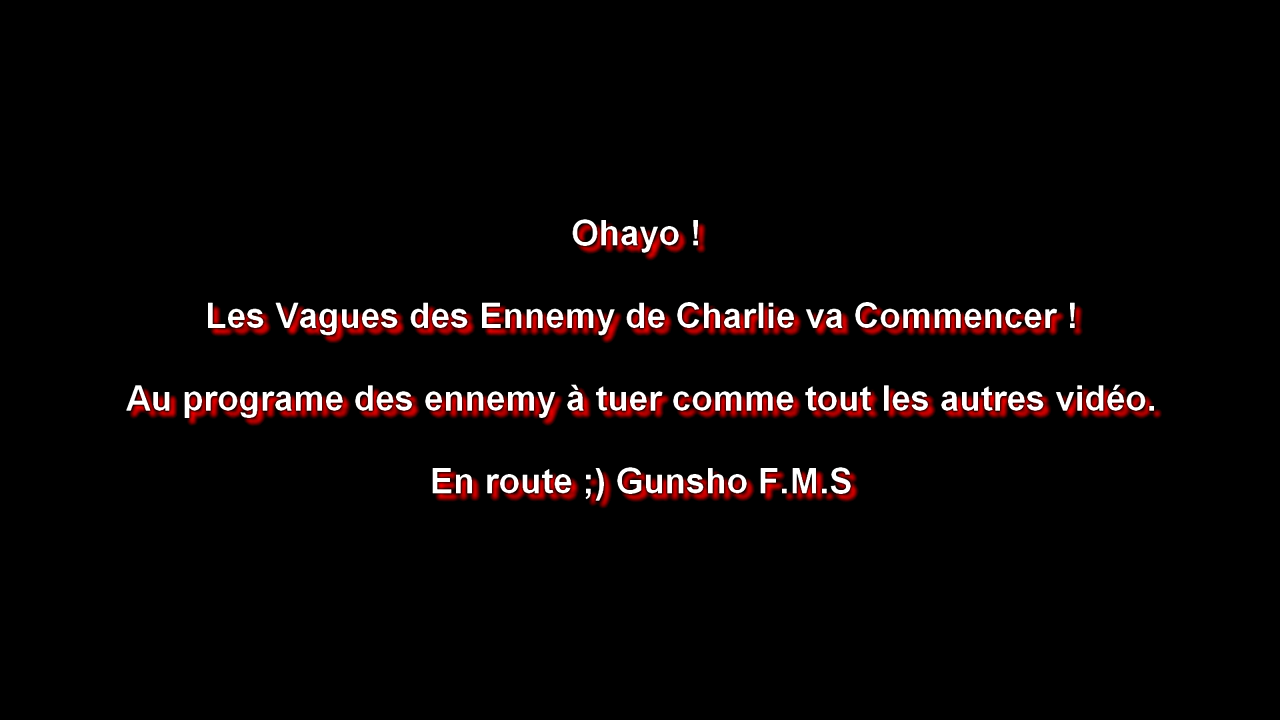 Ohayo !
Les Vagues des Ennemy de Charlie va Commencer !
Au programe des ennemy à tuer comme tout les autres vidéo.
En route ;) Gunsho F.M.S